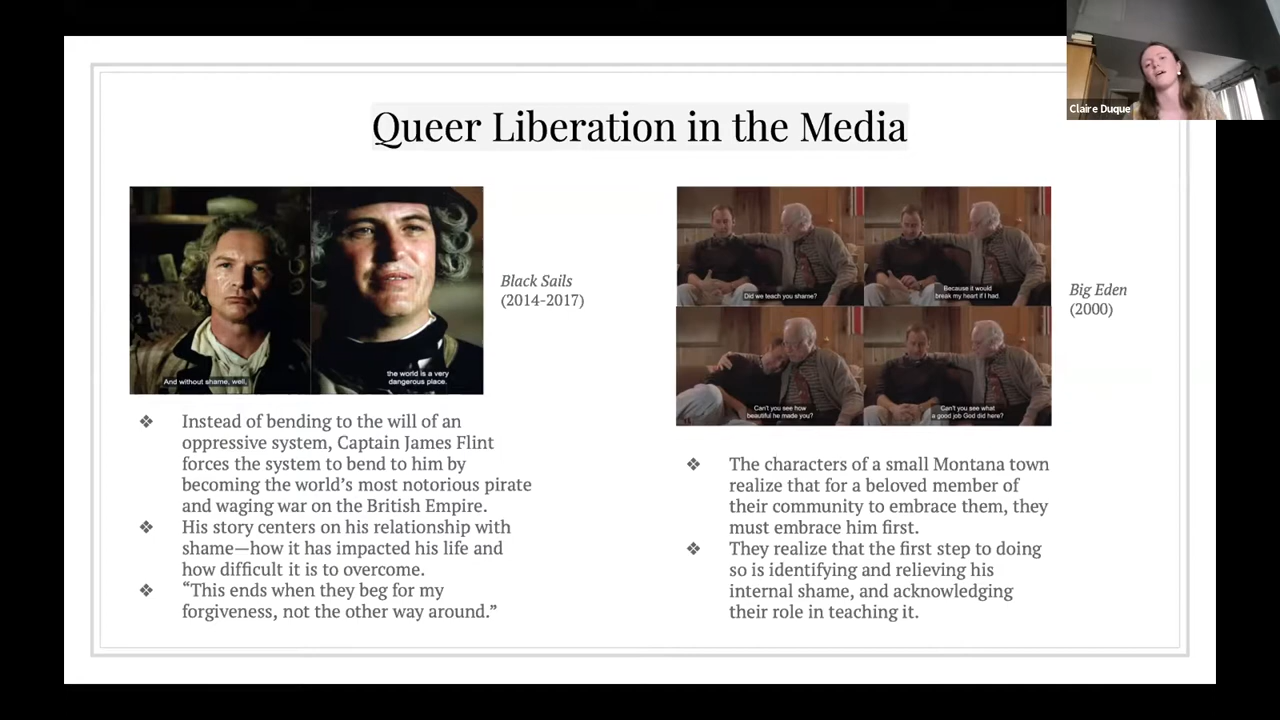 Claire Duque
Queer Liberation in the Media
And without shame, well,
the world is a very
dangerous place.
Black Sails
(2014-2017)
❖ Instead of bending to the will of an
oppressive system, Captain James Flint
forces the system to bend to him by
becoming the world’s most notorious pirate
and waging war on the British Empire.
❖ His story centers on his relationship with
shame—how it has impacted his life and
how difficult it is to overcome.
❖ “This ends when they beg for my
forgiveness, not the other way around.”
Did we teach you shame?
Because it would
break my heart if I had.
Can't you see how
beautiful he made you?
Can't you see what
a good job God did here?
Big Eden
(2000)
❖ The characters of a small Montana town
realize that for a beloved member of
their community to embrace them, they
must embrace him first.
❖ They realize that the first step to doing
so is identifying and relieving his
internal shame, and acknowledging
their role in teaching it.